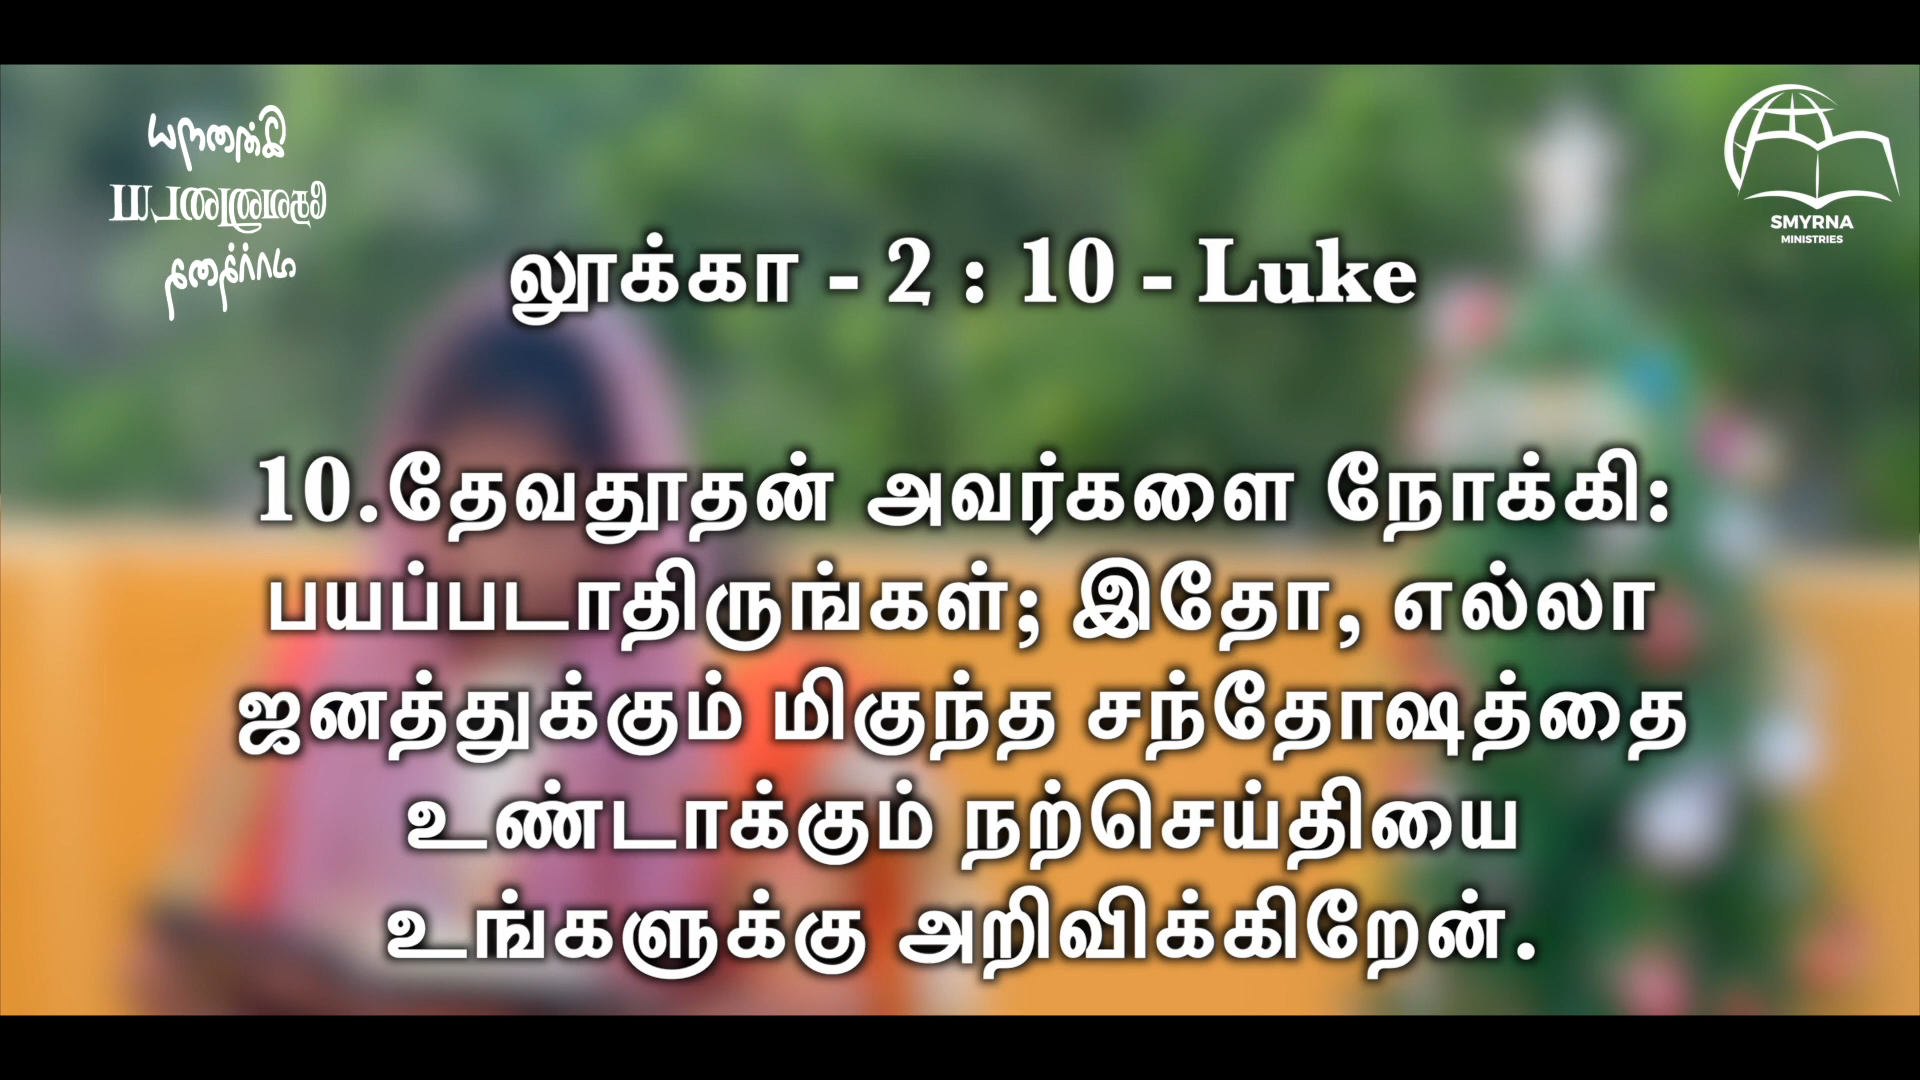 SMYRNA
MINISTRIES
லூக்கா - 2 : 10 - Luke
10.தேவதூதன் அவர்களை நோக்கி:
பயப்படாதிருங்கள்; இதோ, எல்லா
ஜனத்துக்கும் மிகுந்த சந்தோஷத்தை
உண்டாக்கும் நற்செய்தியை
உங்களுக்கு அறிவிக்கிறேன்.